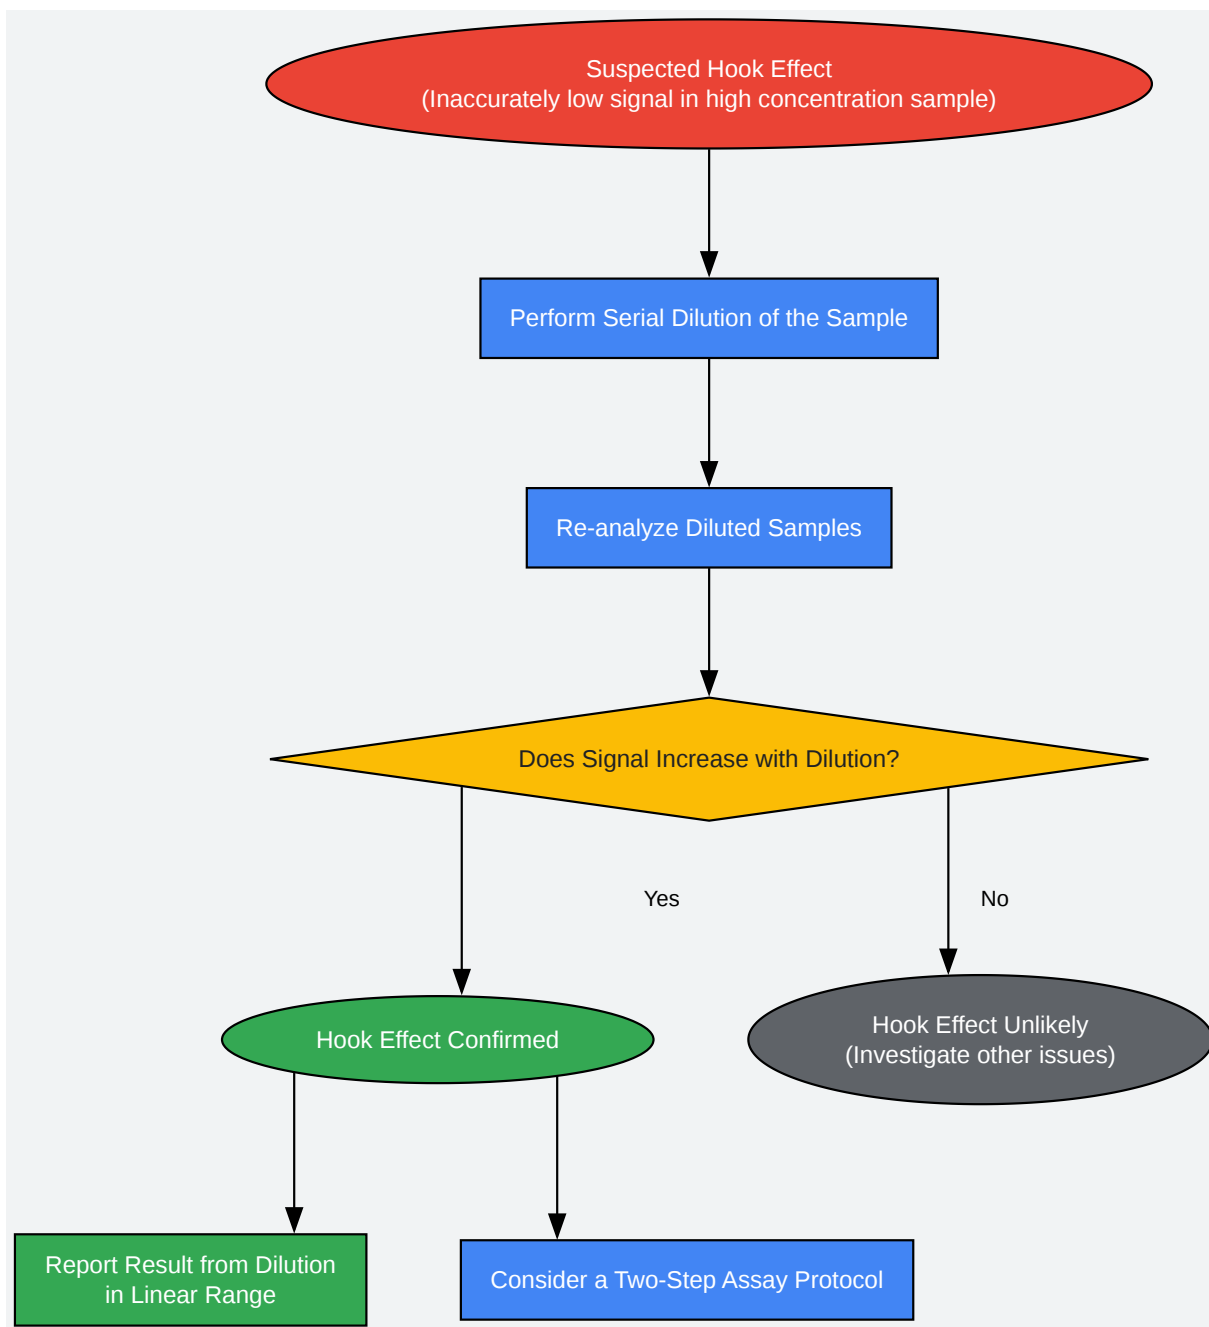 Suspected Hook Effect
(Inaccurately low signal in high concentration sample)
Perform Serial Dilution of the Sample
Re-analyze Diluted Samples
Does Signal Increase with Dilution?
Yes
No
Hook Effect Confirmed
Hook Effect Unlikely
(Investigate other issues)
Report Result from Dilution
in Linear Range
Consider a Two-Step Assay Protocol